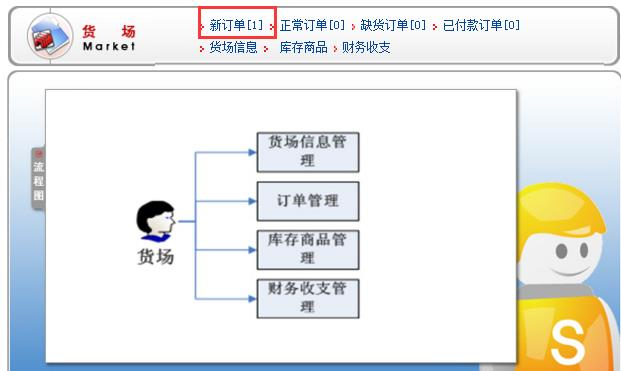 货 场
Market
新订单[1] 正常订单[0] 缺货订单[0] 已付款订单[0]
货场信息 库存商品 财务收支
流程图
货场信息管理
订单管理
库存商品管理
财务收支管理
货场
S